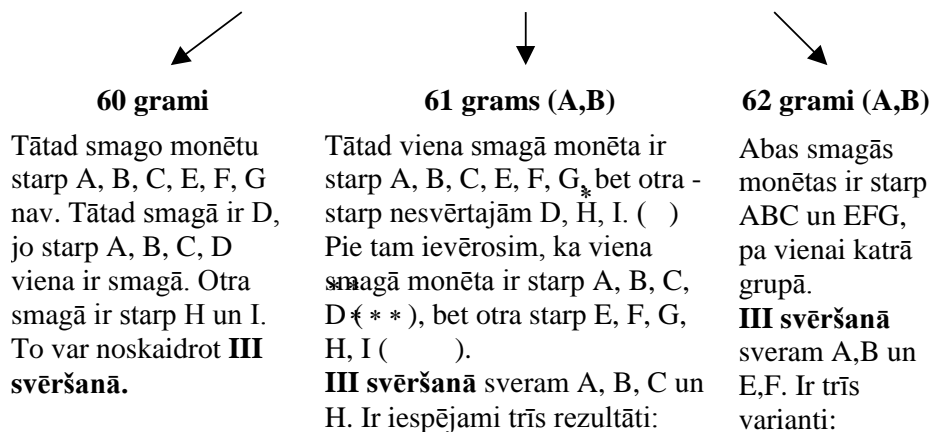 60 grami
Tātad smago monētu
starp A, B, C, E, F, G
nav. Tātad smagā ir D,
jo starp A, B, C, D
viena ir smagā. Otra
smagā ir starp H un I.
To var noskaidrot III
svēršanā.
61 grams (A,B)
Tātad viena smagā monēta ir
starp A, B, C, E, F, G, bet otra -
starp nesvērtajām D, H, I. (*)
Pie tam ievērosim, ka viena
smagā monēta ir starp A, B, C,
D (**), bet otra starp E, F, G,
H, I (***).
III svēršanā sveram A, B, C un
H. Ir iespējami trīs rezultāti:
62 grami (A,B)
Abas smagās
monētas ir starp
ABC un EFG,
pa vienai katrā
grupā.
III svēršanā
sveram A,B un
E,F. Ir trīs
varianti: